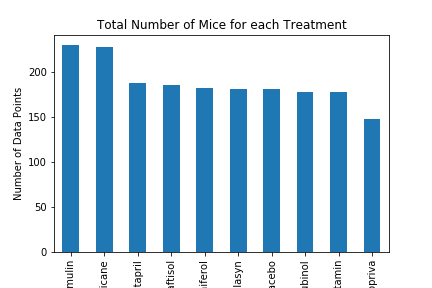 Total Number of Mice for each Treatment
Number of Data Points
200
150
100
50
0
mulin
icane
tapril
aftisol
niferol
lasyn
acebo
ubinol
tamin
opriva